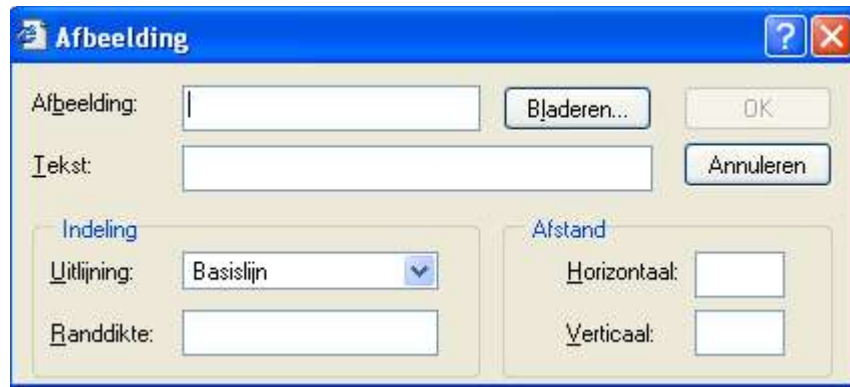 Afbeelding
Afbeelding: Bladeren... OK
Tekst: Annuleren
Indeling Afstand
Uitlijning: Basislijn Horizontaal:
Randdikte: Verticaal: